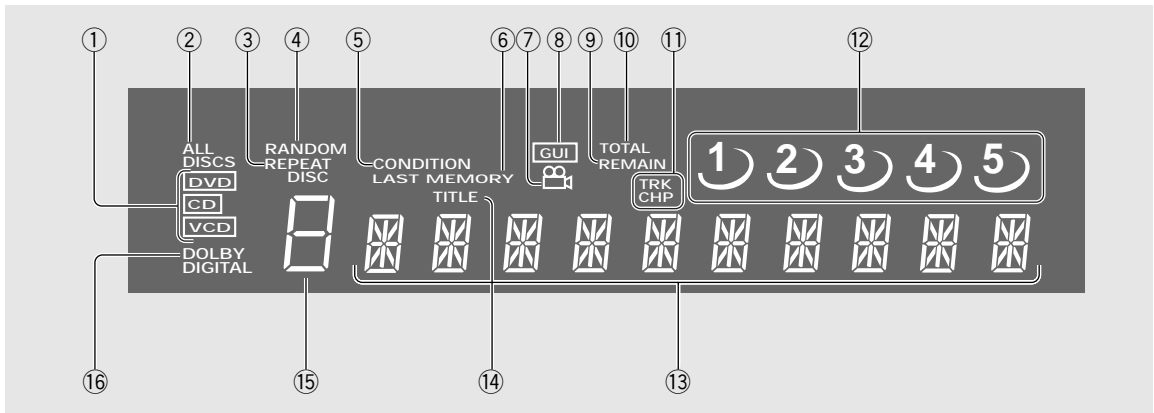 ① ② ③ ④ ⑤ ⑥ ⑦ ⑧ ⑨ ⑩ ⑪ ⑫
ALL
DISCS
DVD
CD
VCD
DOLBY
DIGITAL
RANDOM
REPEAT
DISC
CONDITION
LAST MEMORY
TITLE
GUI
TOTAL
REMAIN
TRK
CHP
1 2 3 4 5
⑯ ⑮ ⑭ ⑬